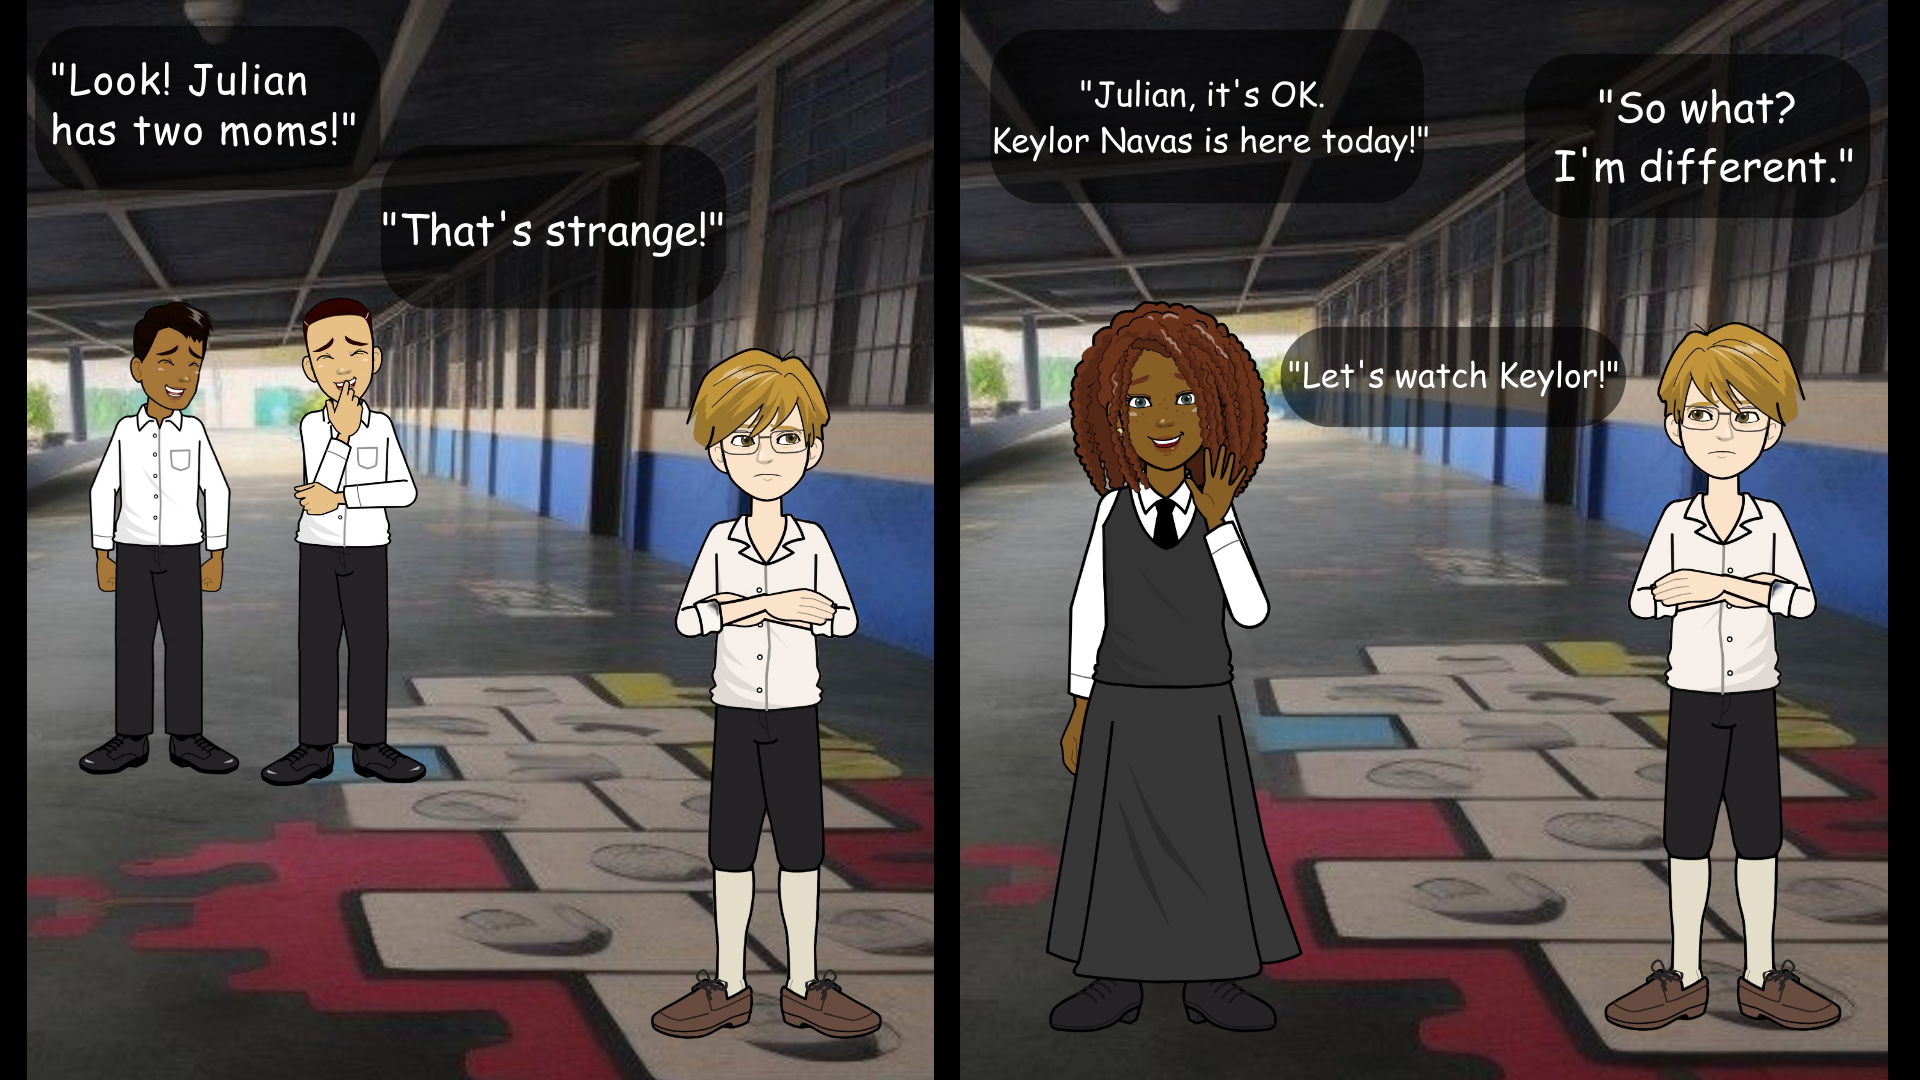 "Look! Julian
has two moms!"
"That's strange!"
"Julian, it's OK.
Keylor Navas is here today!"
"So what?
I'm different."
"Let's watch Keylor!"